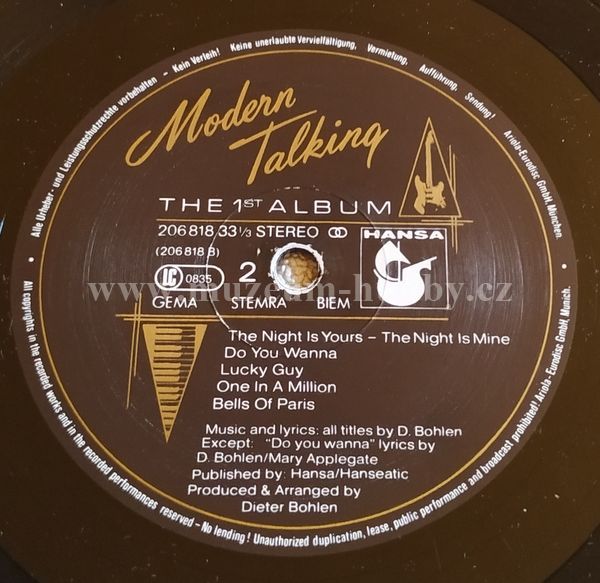 Alle Urheber- und Leistungsschutzrechte vorbehalten – Kein Verleih! Keine unerlaubte Vervielfältigung, Vermietung, Aufführung, Sendung! Ariola-Eurodisc GmbH, München.
Modern
Talking
THE 1ST ALBUM
206 818 33 1/3 STEREO
HANSA
(206 818 B)
LC 0835
2
GEMA STEMRA BIEM
www.muzeum-hudby.cz
The Night Is Yours – The Night Is Mine
Do You Wanna
Lucky Guy
One In A Million
Bells Of Paris
Music and lyrics: all titles by D. Bohlen
Except: "Do you wanna" lyrics by
D. Bohlen/Mary Applegate
Published by: Hansa/Hanseatic
Produced & Arranged by
Dieter Bohlen
All copyrights in the recorded works and in the recorded performances reserved – No lending! Unauthorized duplication, lease, public performance and broadcast prohibited! Ariola-Eurodisc GmbH, Munich.